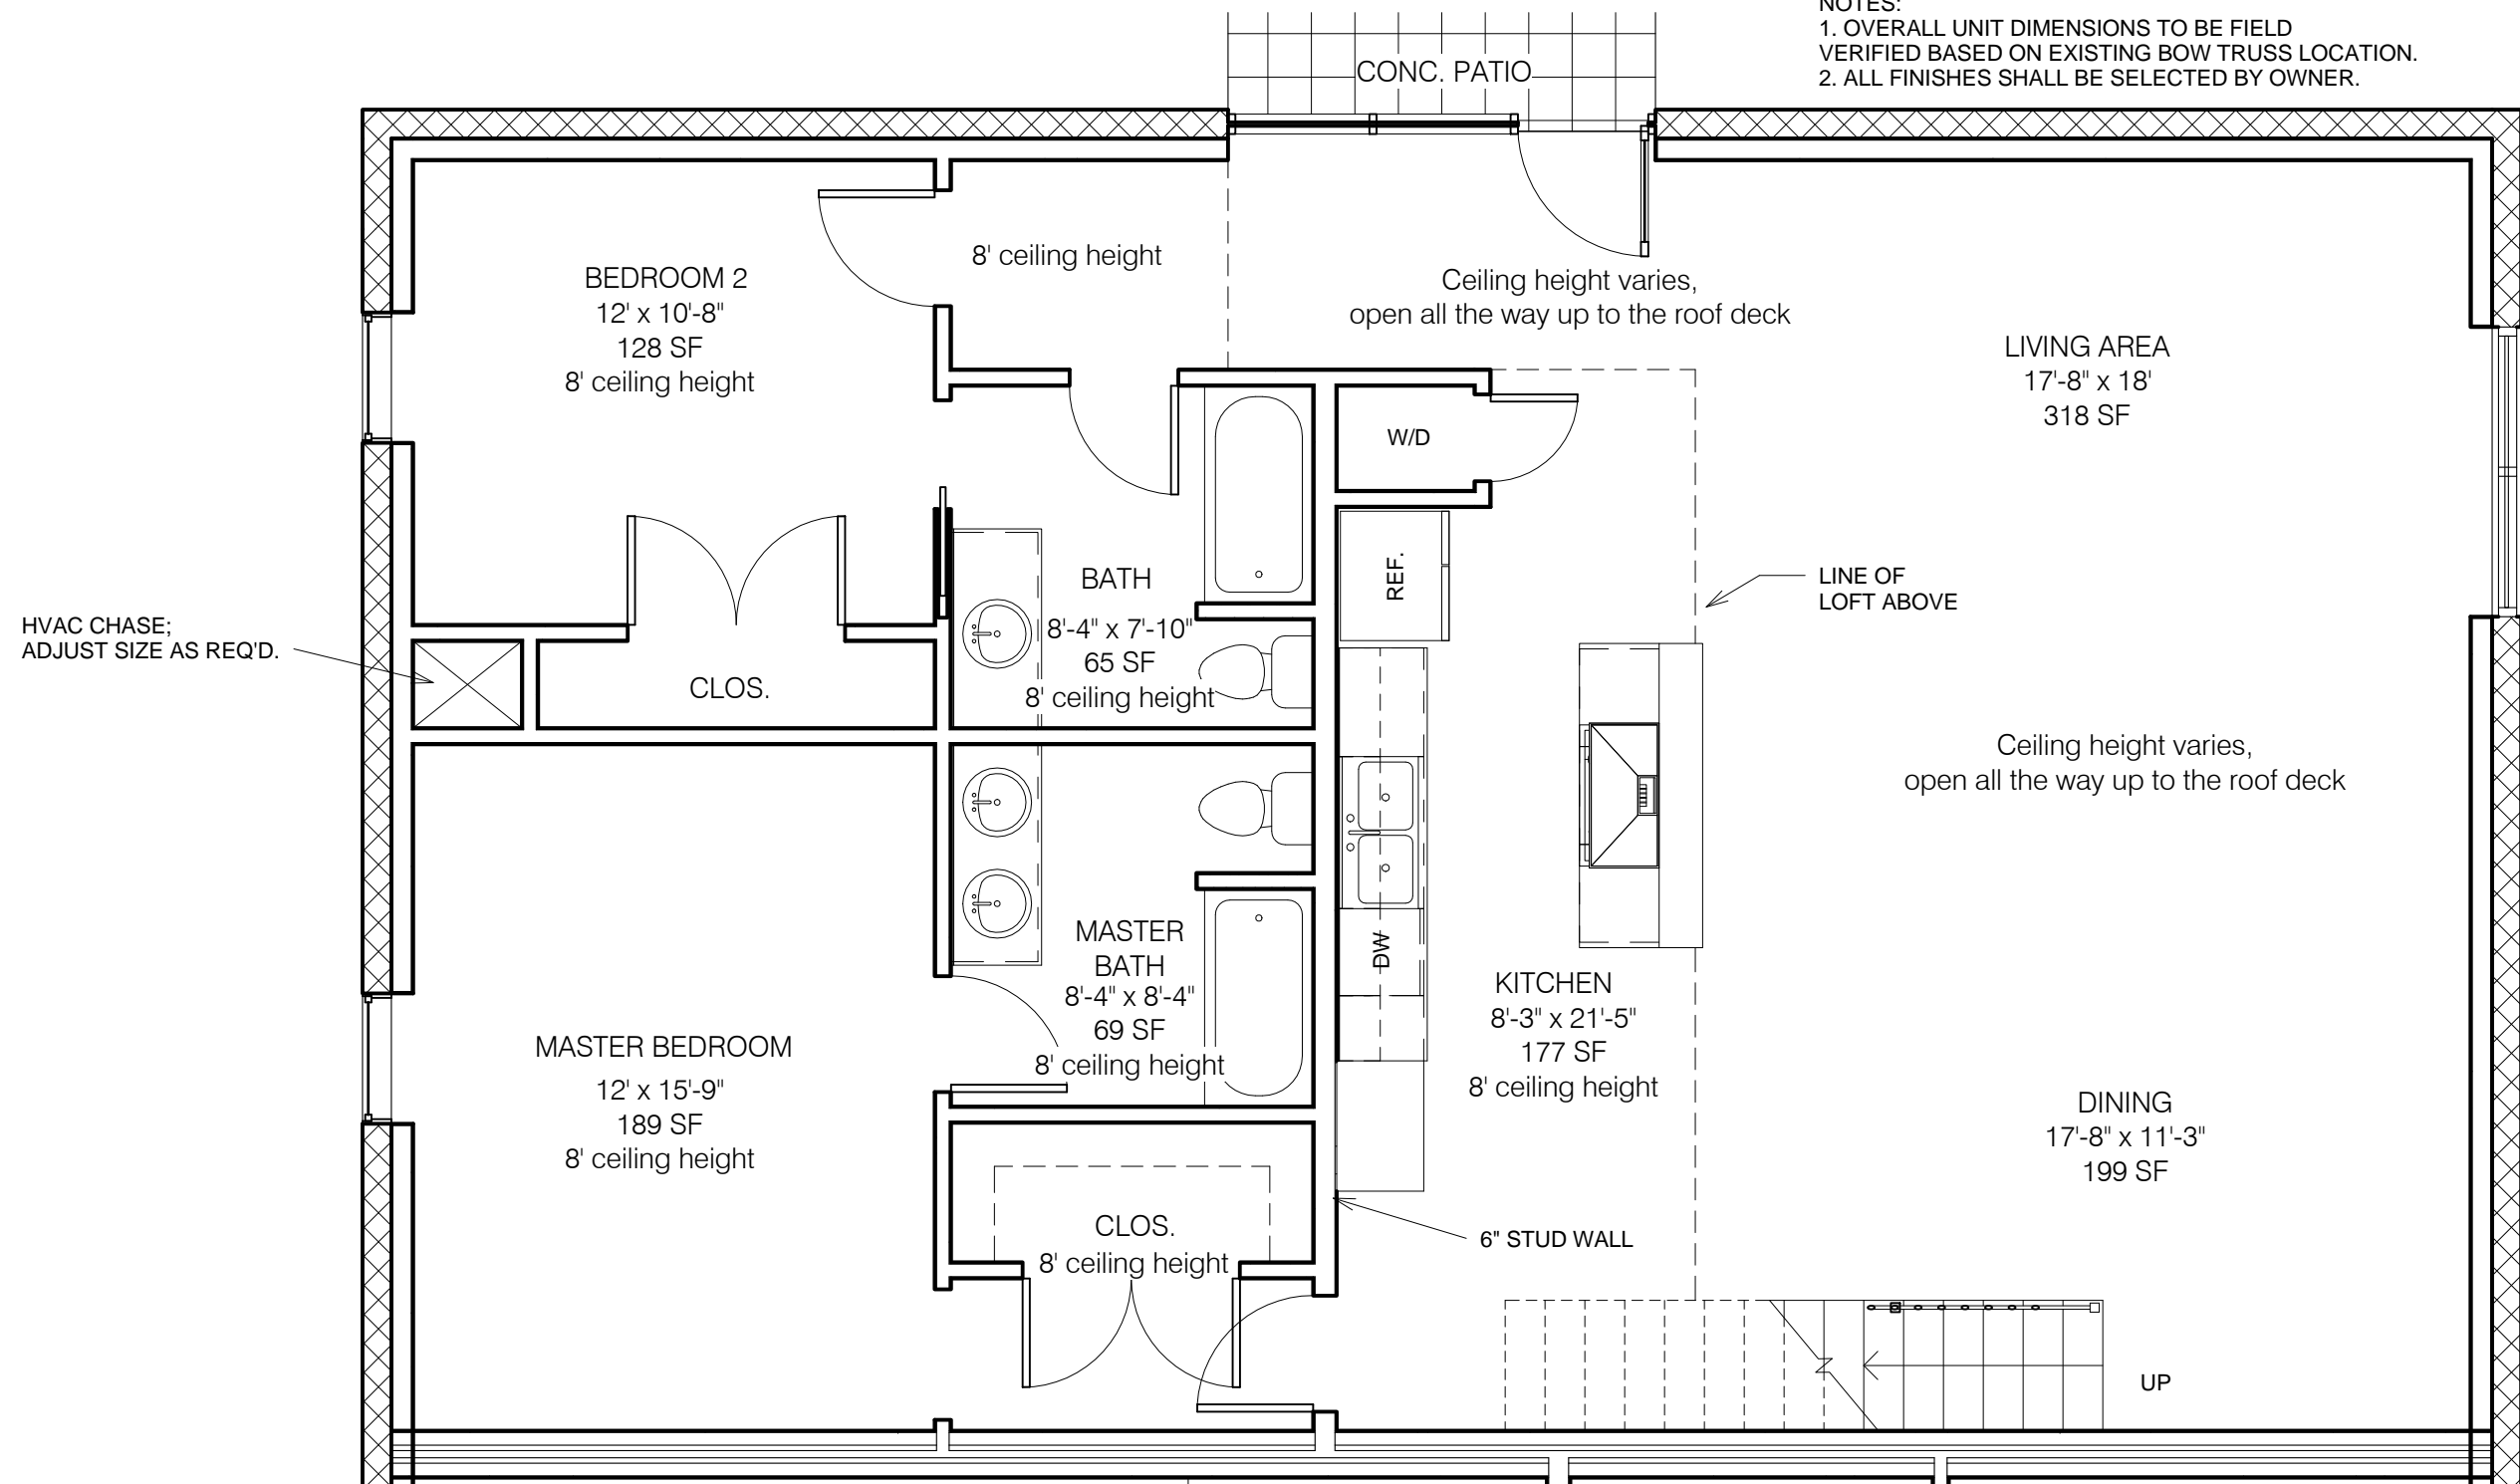 NOTES:
1. OVERALL UNIT DIMENSIONS TO BE FIELD
VERIFIED BASED ON EXISTING BOW TRUSS LOCATION.
2. ALL FINISHES SHALL BE SELECTED BY OWNER.
CONC. PATIO
8' ceiling height
BEDROOM 2
12' x 10'-8"
128 SF
8' ceiling height
Ceiling height varies,
open all the way up to the roof deck
LIVING AREA
17'-8" x 18'
318 SF
W/D
REF.
LINE OF
LOFT ABOVE
HVAC CHASE;
ADJUST SIZE AS REQ'D.
CLOS.
BATH
8'-4" x 7'-10"
65 SF
8' ceiling height
Ceiling height varies,
open all the way up to the roof deck
MASTER
BATH
8'-4" x 8'-4"
69 SF
8' ceiling height
DW
KITCHEN
8'-3" x 21'-5"
177 SF
8' ceiling height
MASTER BEDROOM
12' x 15'-9"
189 SF
8' ceiling height
DINING
17'-8" x 11'-3"
199 SF
CLOS.
8' ceiling height
6" STUD WALL
UP